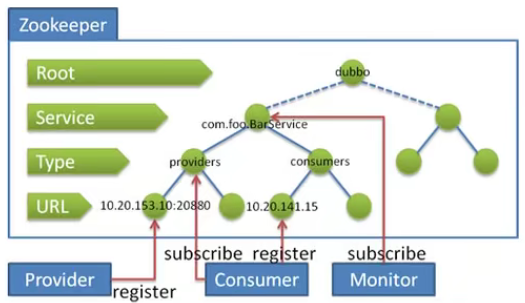 Zookeeper
Root
dubbo
Service
com.foo.BarService
Type
providers
consumers
URL
10.20.153.10:20880
10.20.141.15
subscribe
register
subscribe
Provider
register
Consumer
Monitor